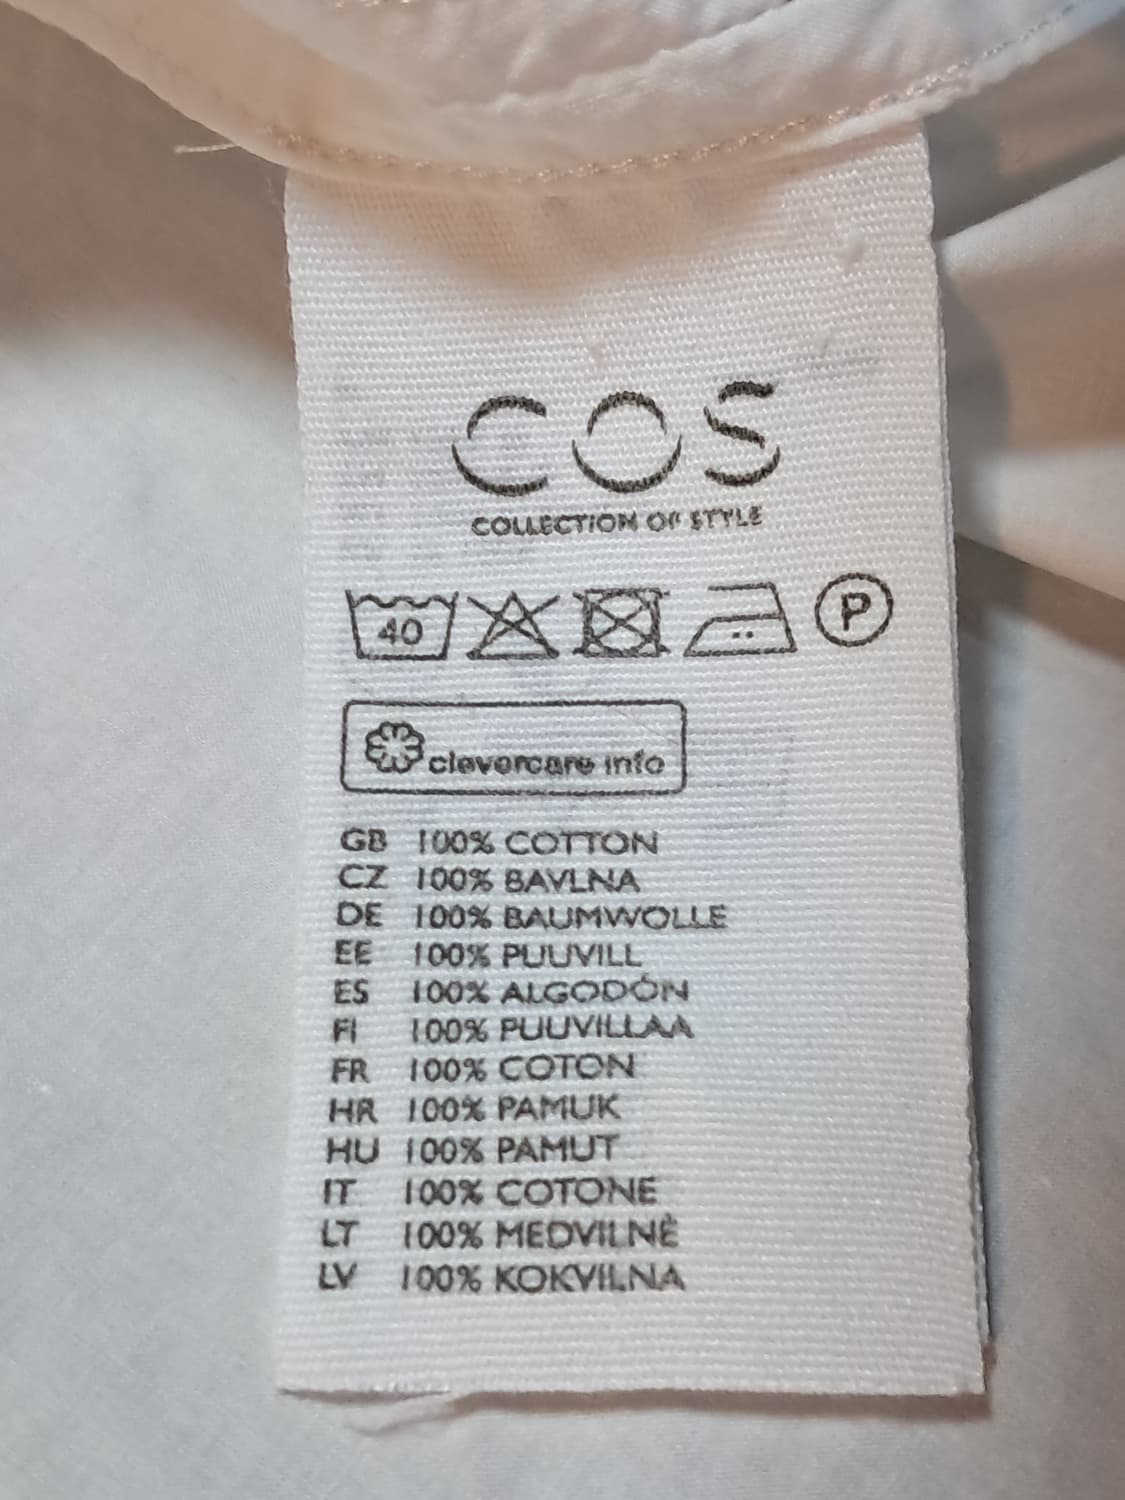 COS
COLLECTION OF STYLE
40
P
clevercare info
GB 100% COTTON
CZ 100% BAVLNA
DE 100% BAUMWOLLE
EE 100% PUUVILL
ES 100% ALGODÓN
FI 100% PUUVILLAA
FR 100% COTON
HR 100% PAMUK
HU 100% PAMUT
IT 100% COTONE
LT 100% MEDVILNĖ
LV 100% KOKVILNA